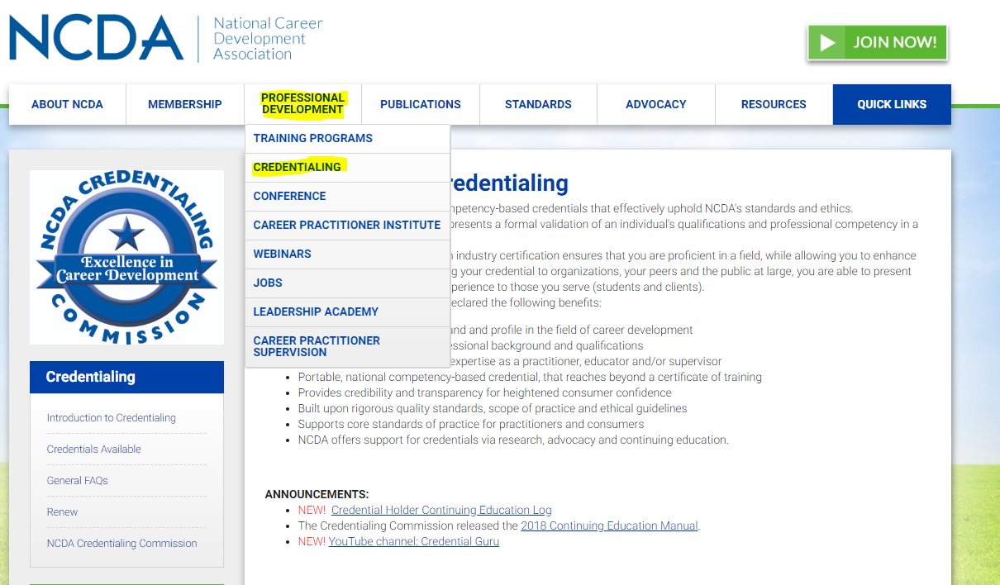 NCDA
National Career
Development
Association
JOIN NOW!
ABOUT NCDA
MEMBERSHIP
PROFESSIONAL
DEVELOPMENT
PUBLICATIONS
STANDARDS
ADVOCACY
RESOURCES
QUICK LINKS
TRAINING PROGRAMS
CREDENTIALING
CONFERENCE
CAREER PRACTITIONER INSTITUTE
WEBINARS
JOBS
LEADERSHIP ACADEMY
CAREER PRACTITIONER
SUPERVISION
NCDA CREDENTIALING
Excellence in
Career Development
COMMISSION
Credentialing
Introduction to Credentialing
Credentials Available
General FAQs
Renew
NCDA Credentialing Commission
redentialing
mpetency-based credentials that effectively uphold NCDA's standards and ethics.
presents a formal validation of an individual's qualifications and professional competency in a
n industry certification ensures that you are proficient in a field, while allowing you to enhance
g your credential to organizations, your peers and the public at large, you are able to present
perience to those you serve (students and clients).
eclared the following benefits:
and and profile in the field of career development
essional background and qualifications
expertise as a practitioner, educator and/or supervisor
• Portable, national competency-based credential, that reaches beyond a certificate of training
• Provides credibility and transparency for heightened consumer confidence
• Built upon rigorous quality standards, scope of practice and ethical guidelines
• Supports core standards of practice for practitioners and consumers
• NCDA offers support for credentials via research, advocacy and continuing education.
ANNOUNCEMENTS:
• NEW! Credential Holder Continuing Education Log
• The Credentialing Commission released the 2018 Continuing Education Manual.
• NEW! YouTube channel: Credential Guru